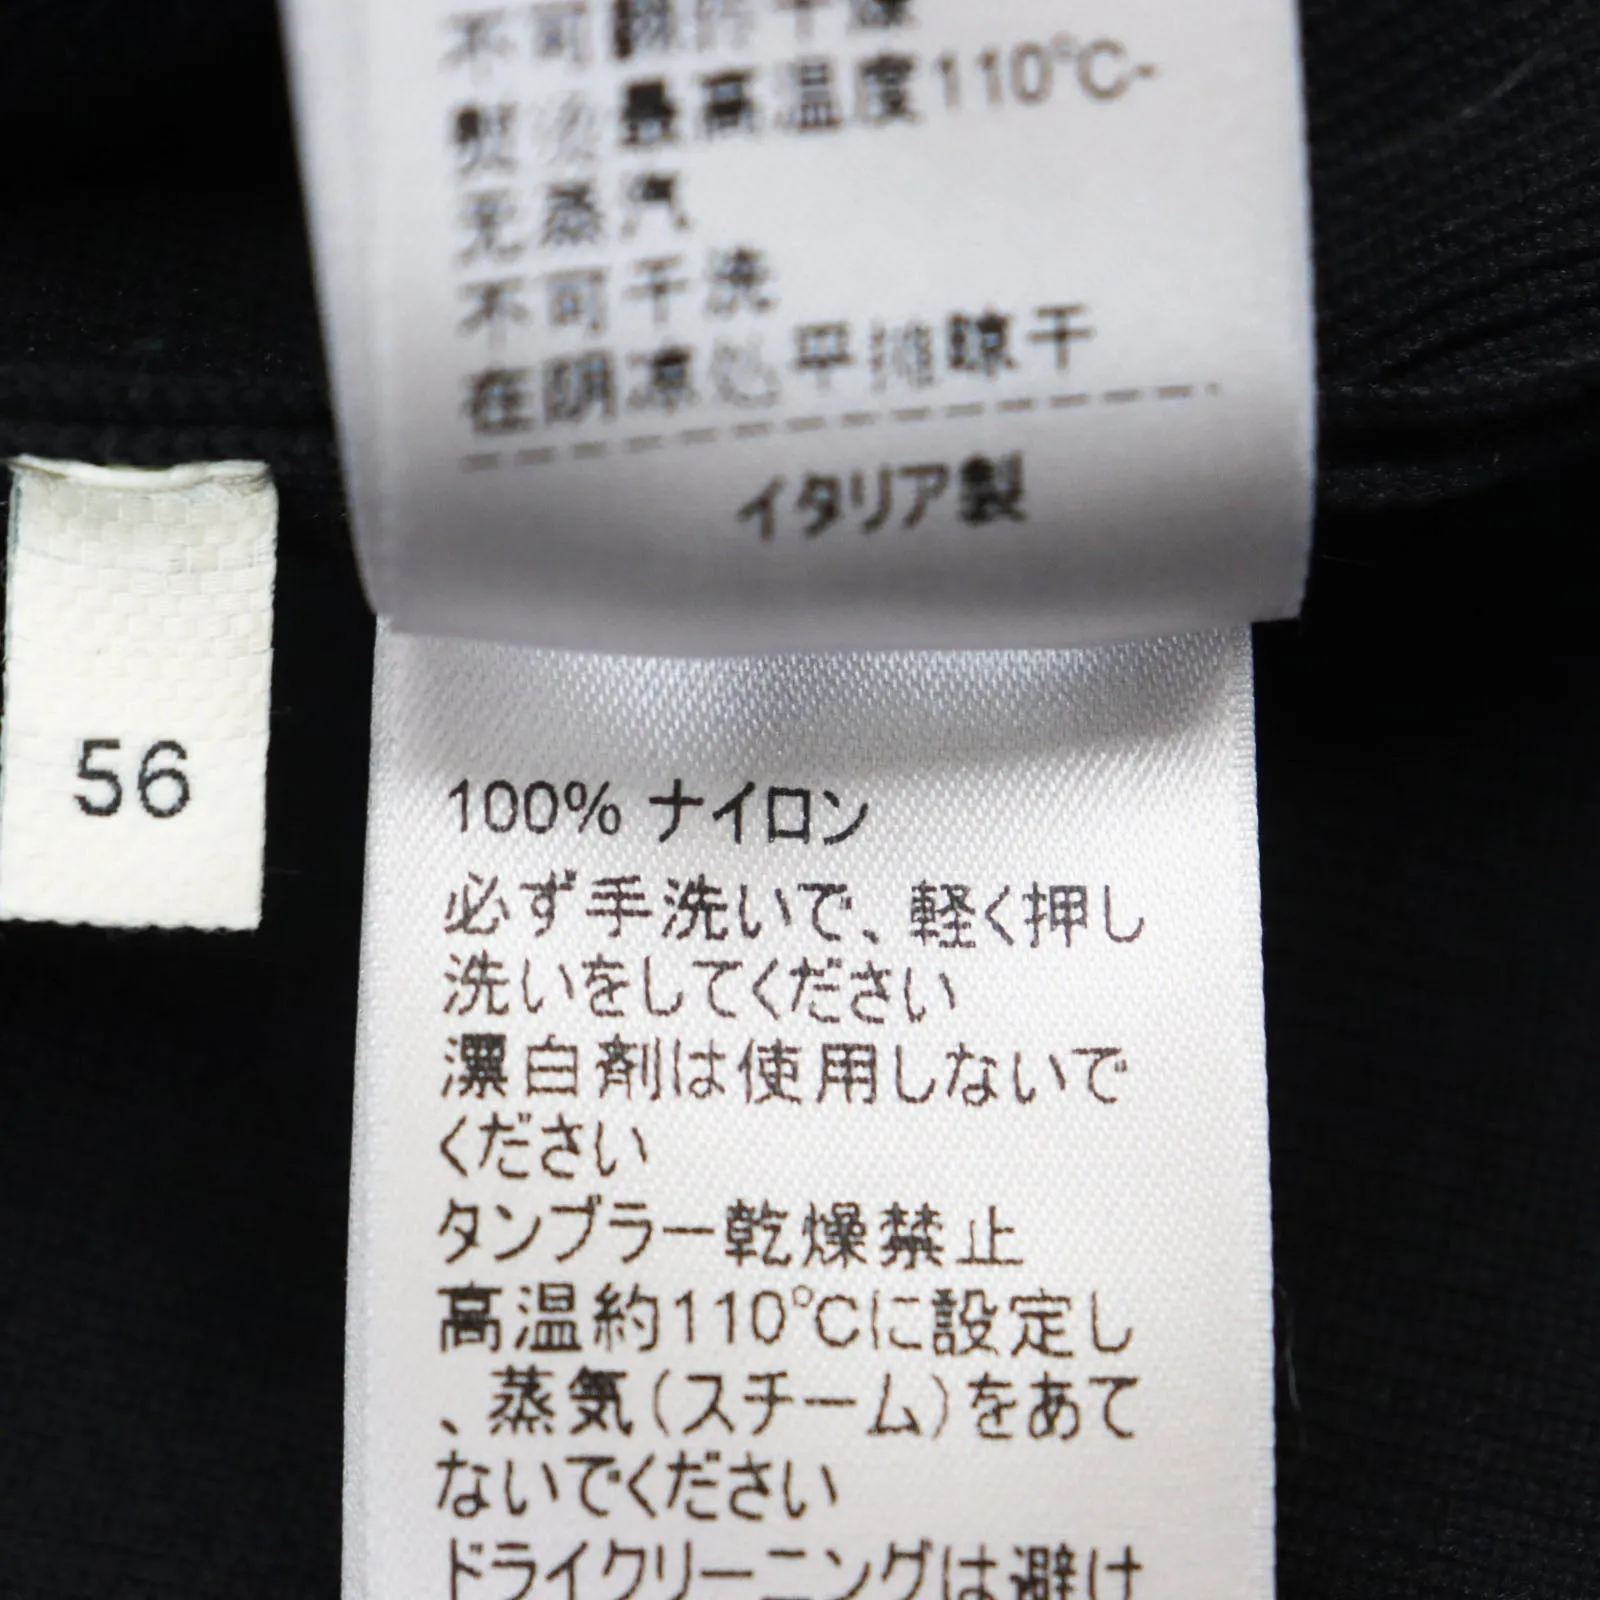 不可翻转干燥
熨烫最高温度110°C-
无蒸汽
不可干洗
在阴凉处平摊晾干
イタリア製
56
100% ナイロン
必ず手洗いで、軽く押し
洗いをしてください
漂白剤は使用しないで
ください
タンブラー乾燥禁止
高温約110°Cに設定し
、蒸気(スチーム)をあて
ないでください
ドライクリーニングは避け